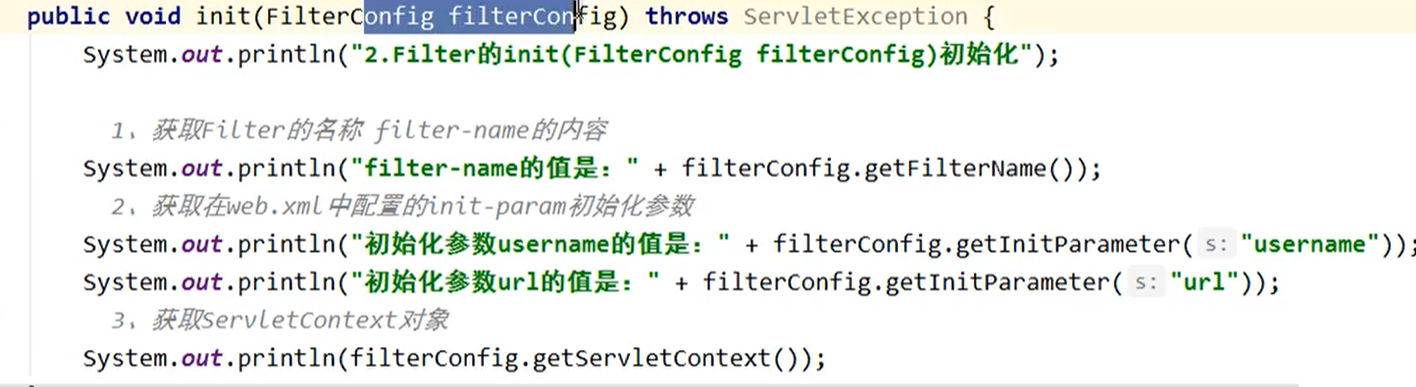 public void init(FilterConfig filterConfig) throws ServletException {
System.out.println("2.Filter的init(FilterConfig filterConfig)初始化");
1、获取Filter的名称 filter-name的内容
System.out.println("filter-name的值是：" + filterConfig.getFilterName());
2、获取在web.xml中配置的init-param初始化参数
System.out.println("初始化参数username的值是：" + filterConfig.getInitParameter( s: "username"));
System.out.println("初始化参数url的值是：" + filterConfig.getInitParameter( s: "url"));
3、获取ServletContext对象
System.out.println(filterConfig.getServletContext());